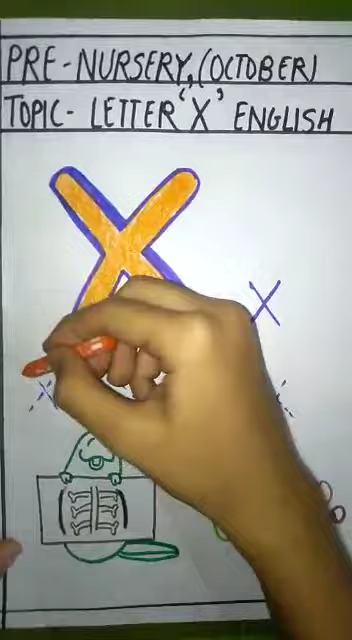 PRE-NURSERY, (OCTOBER)
TOPIC- LETTER 'X' ENGLISH
X
X
X